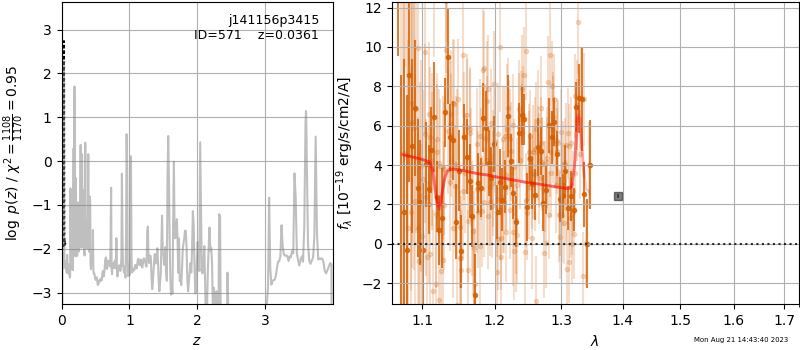 j141156p3415
ID=571 z=0.0361
log p(z) / χ² = 1108/1170 = 0.95
3
2
1
0
−1
−2
−3
0 1 2 3
z
f_λ [10⁻¹⁹ erg/s/cm2/A]
12
10
8
6
4
2
0
−2
1.1 1.2 1.3 1.4 1.5 1.6 1.7
λ
Mon Aug 21 14:43:40 2023